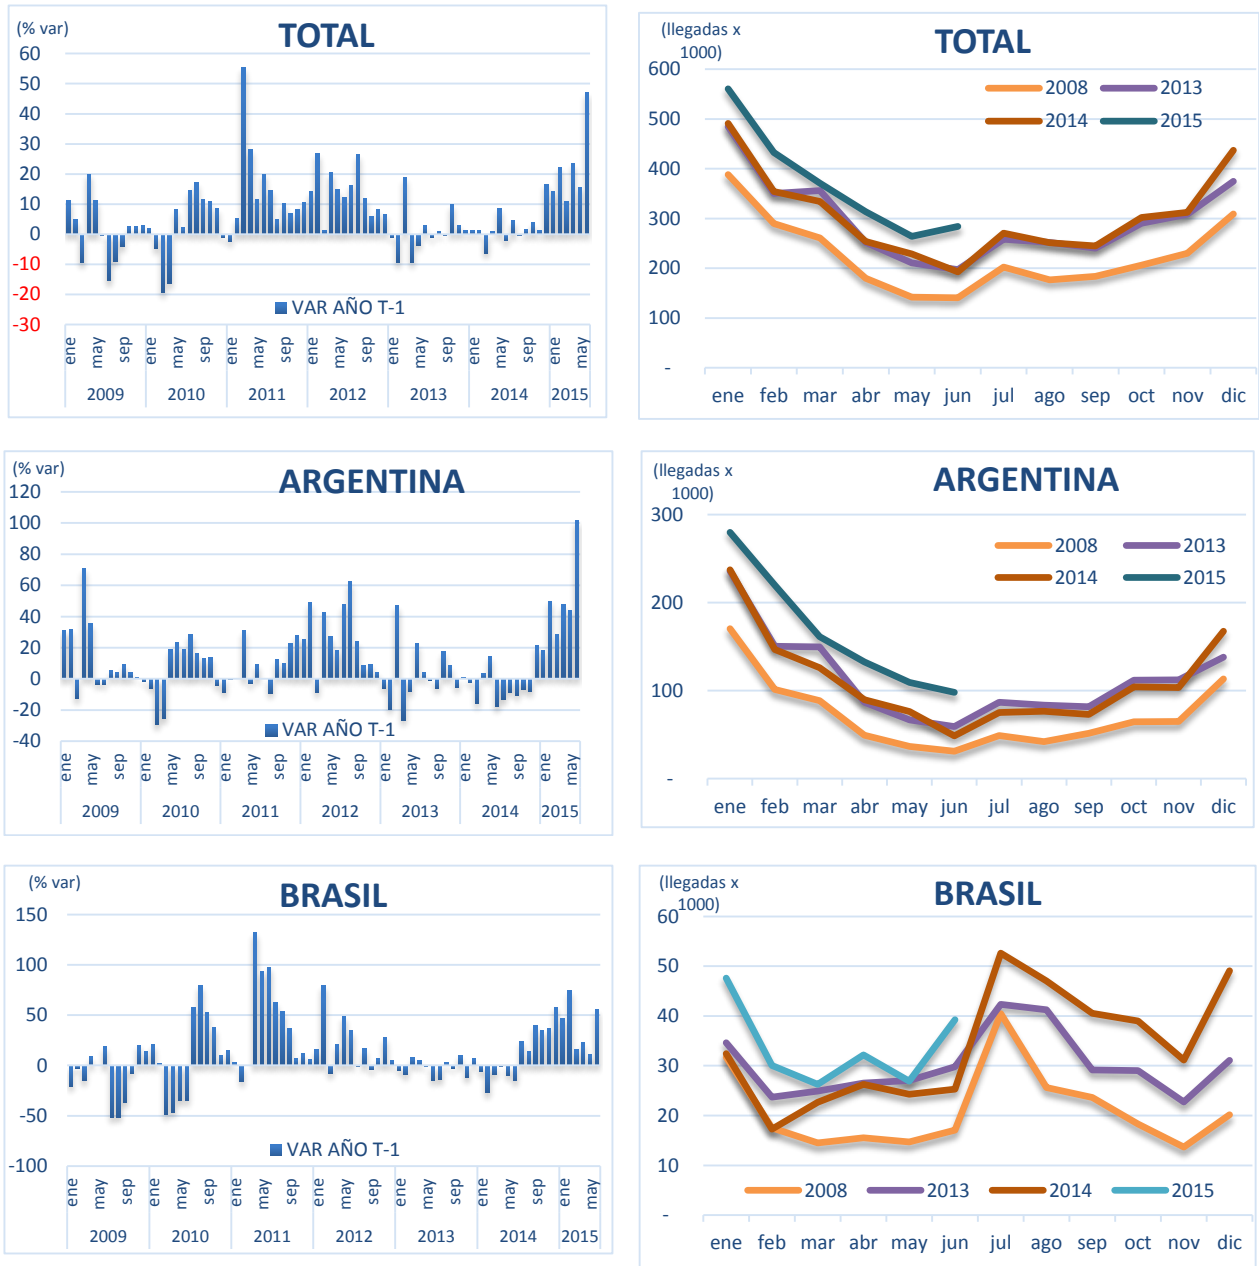 (% var)
TOTAL
60
50
40
30
20
10
0
-10
-20
-30
VAR AÑO T-1
ene may sep ene may sep ene may sep ene may sep ene may sep ene may sep ene may
2009 2010 2011 2012 2013 2014 2015
(llegadas x
1000)
TOTAL
600
500
400
300
200
100
-
2008 2013
2014 2015
ene feb mar abr may jun jul ago sep oct nov dic
(% var)
ARGENTINA
120
100
80
60
40
20
0
-20
-40
VAR AÑO T-1
ene may sep ene may sep ene may sep ene may sep ene may sep ene may sep ene may
2009 2010 2011 2012 2013 2014 2015
(llegadas x
1000)
ARGENTINA
300
200
100
-
2008 2013
2014 2015
ene feb mar abr may jun jul ago sep oct nov dic
(% var)
BRASIL
150
100
50
0
-50
-100
VAR AÑO T-1
ene may sep ene may sep ene may sep ene may sep ene may sep ene may sep ene may
2009 2010 2011 2012 2013 2014 2015
(llegadas x
1000)
BRASIL
60
50
40
30
20
10
-
2008 2013 2014 2015
ene feb mar abr may jun jul ago sep oct nov dic